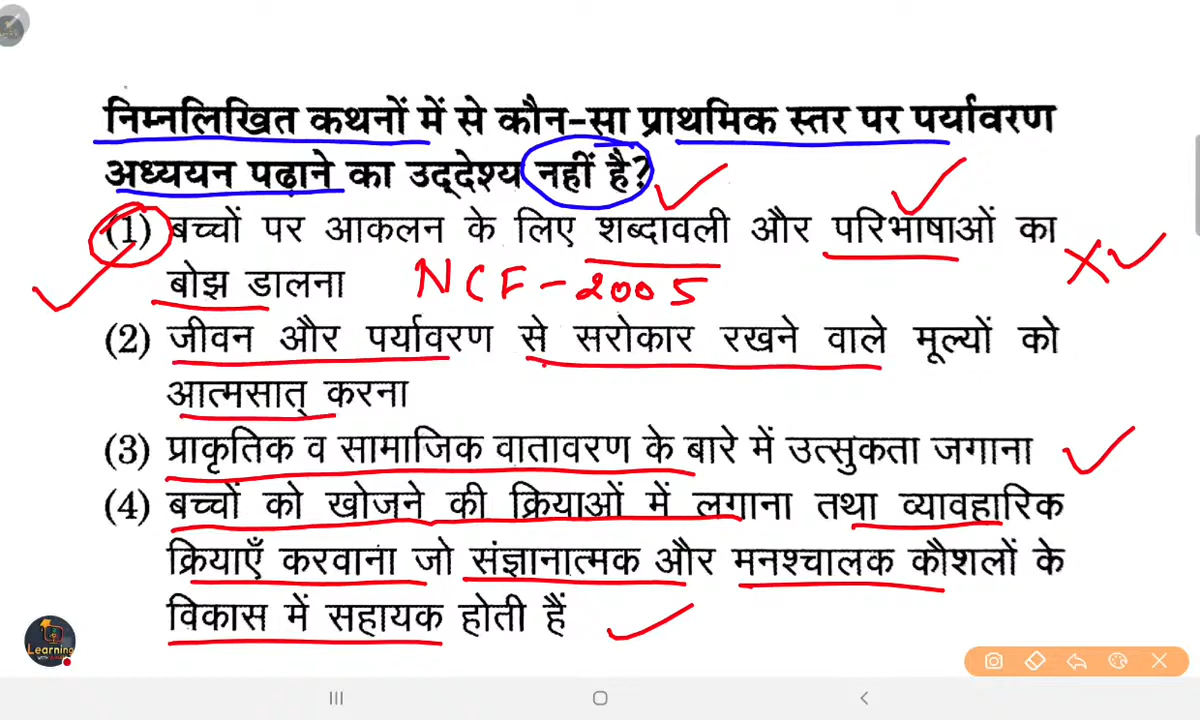 निम्नलिखित कथनों में से कौन-सा प्राथमिक स्तर पर पर्यावरण
अध्ययन पढ़ाने का उद्देश्य नहीं है?
(1) बच्चों पर आकलन के लिए शब्दावली और परिभाषाओं का
बोझ डालना NCF-2005
(2) जीवन और पर्यावरण से सरोकार रखने वाले मूल्यों को
आत्मसात् करना
(3) प्राकृतिक व सामाजिक वातावरण के बारे में उत्सुकता जगाना
(4) बच्चों को खोजने की क्रियाओं में लगाना तथा व्यावहारिक
क्रियाएँ करवाना जो संज्ञानात्मक और मनश्चालक कौशलों के
विकास में सहायक होती हैं
Learning